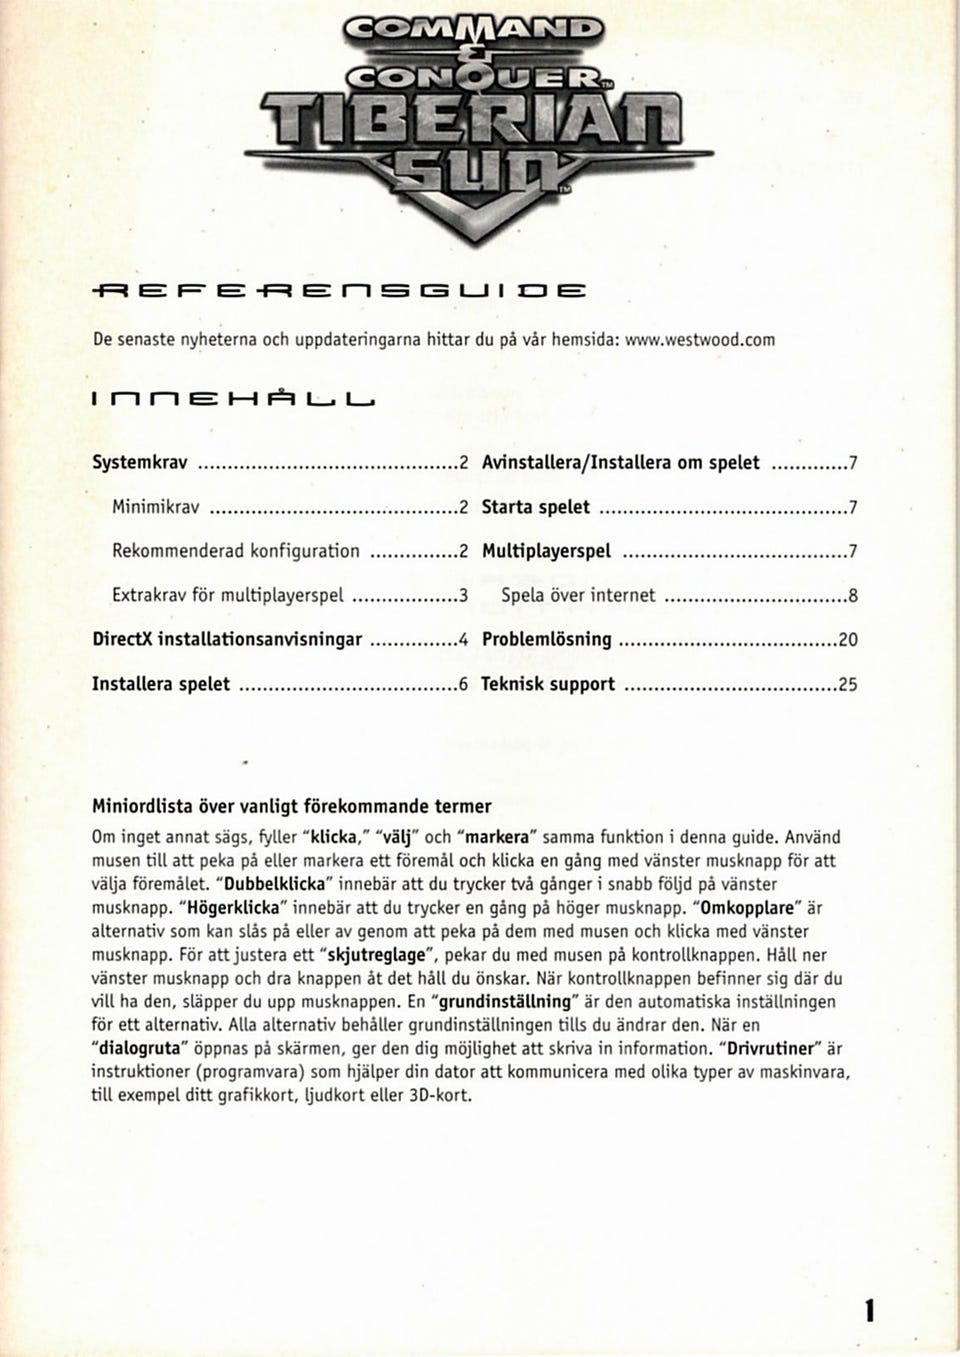 COMMAND
&
CONQUER™
TIBERIAN
SUN™
REFERENSGUIDE
De senaste nyheterna och uppdateringarna hittar du på vår hemsida: www.westwood.com
INNEHÅLL
Systemkrav ............................................2
Minimikrav ..........................................2
Rekommenderad konfiguration ...............2
Extrakrav för multiplayerspel ..................3
DirectX installationsanvisningar ...............4
Installera spelet .....................................6
Avinstallera/Installera om spelet .............7
Starta spelet ..........................................7
Multiplayerspel ......................................7
Spela över internet ...............................8
Problemlösning .....................................20
Teknisk support ....................................25
Miniordlista över vanligt förekommande termer
Om inget annat sägs, fyller "klicka," "välj" och "markera" samma funktion i denna guide. Använd
musen till att peka på eller markera ett föremål och klicka en gång med vänster musknapp för att
välja föremålet. "Dubbelklicka" innebär att du trycker två gånger i snabb följd på vänster
musknapp. "Högerklicka" innebär att du trycker en gång på höger musknapp. "Omkopplare" är
alternativ som kan slås på eller av genom att peka på dem med musen och klicka med vänster
musknapp. För att justera ett "skjutreglage", pekar du med musen på kontrollknappen. Håll ner
vänster musknapp och dra knappen åt det håll du önskar. När kontrollknappen befinner sig där du
vill ha den, släpper du upp musknappen. En "grundinställning" är den automatiska inställningen
för ett alternativ. Alla alternativ behåller grundinställningen tills du ändrar den. När en
"dialogruta" öppnas på skärmen, ger den dig möjlighet att skriva in information. "Drivrutiner" är
instruktioner (programvara) som hjälper din dator att kommunicera med olika typer av maskinvara,
till exempel ditt grafikkort, ljudkort eller 3D-kort.
1